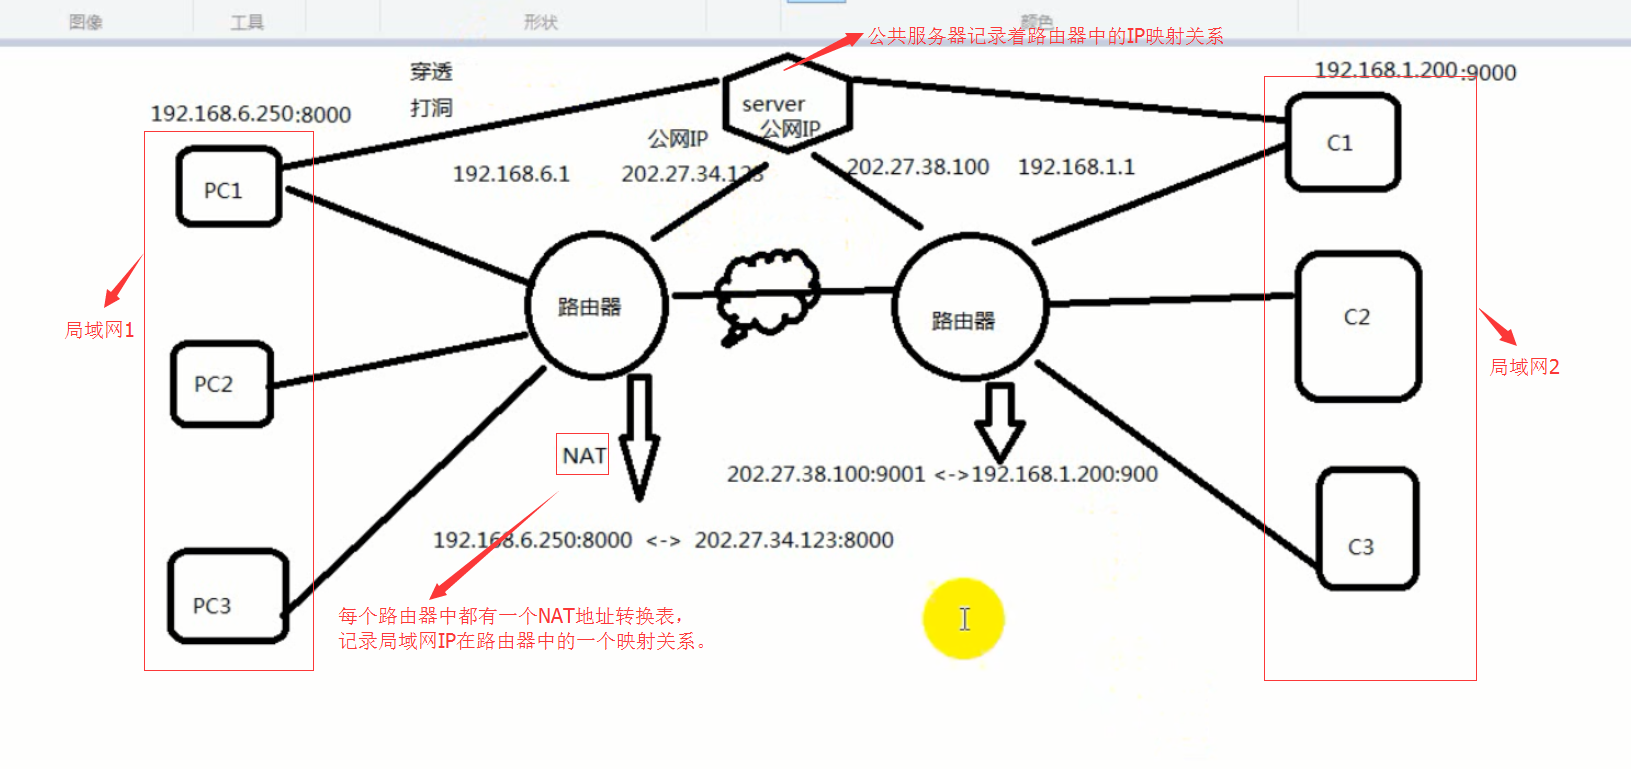 图像
工具
形状
颜色
公共服务器记录着路由器中的IP映射关系
穿透
打洞
192.168.6.250:8000
192.168.1.200:9000
server
公网IP
公网IP
192.168.6.1
202.27.34.123
202.27.38.100
192.168.1.1
PC1
C1
路由器
路由器
局域网1
C2
局域网2
PC2
NAT
202.27.38.100:9001 <->192.168.1.200:900
192.168.6.250:8000 <-> 202.27.34.123:8000
C3
PC3
每个路由器中都有一个NAT地址转换表，
记录局域网IP在路由器中的一个映射关系。